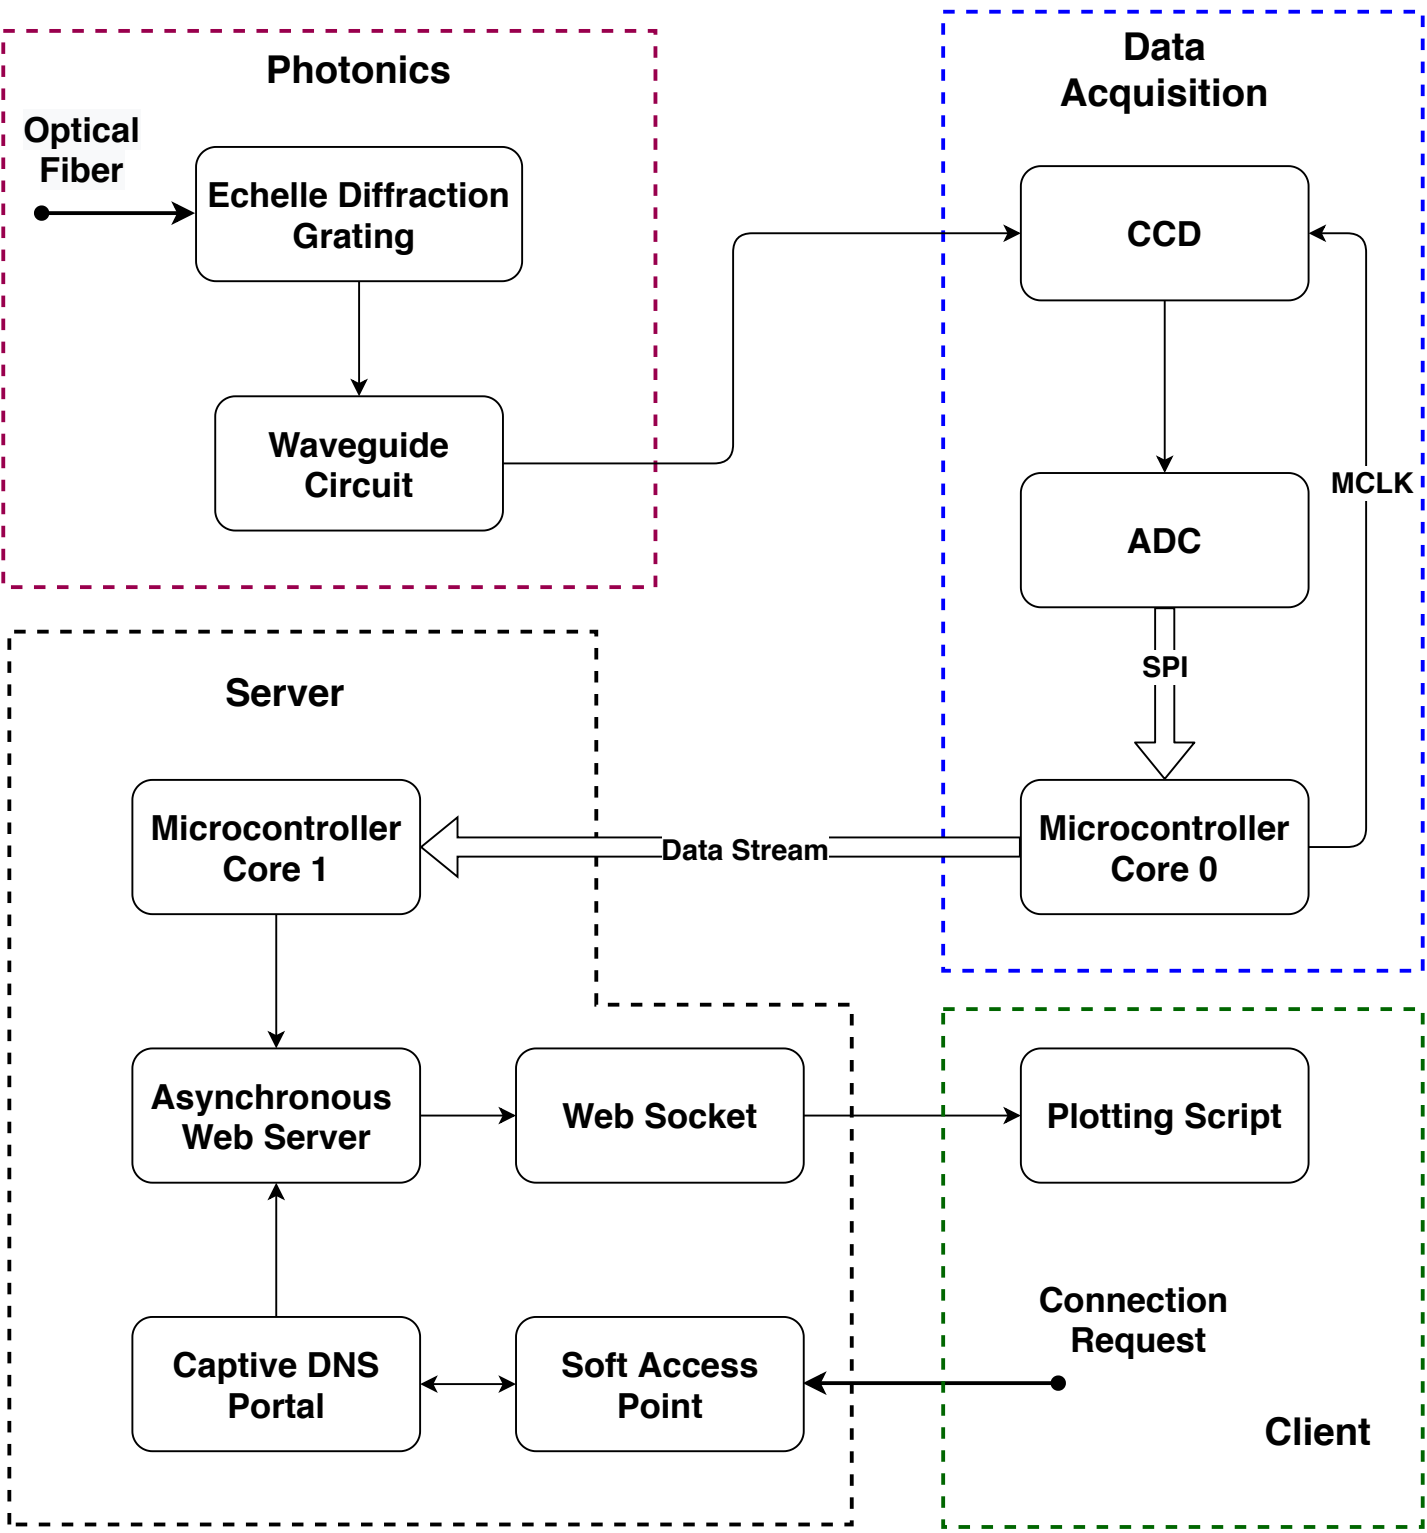 Photonics
Optical
Fiber
Echelle Diffraction
Grating
Waveguide
Circuit
Data
Acquisition
CCD
MCLK
ADC
SPI
Microcontroller
Core 0
Data Stream
Server
Microcontroller
Core 1
Asynchronous
Web Server
Web Socket
Captive DNS
Portal
Soft Access
Point
Plotting Script
Connection
Request
Client